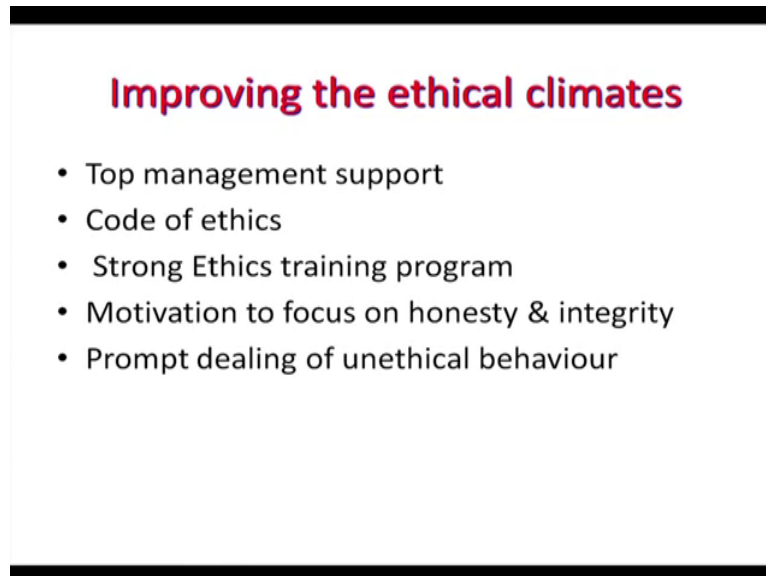 Improving the ethical climates
• Top management support
• Code of ethics
• Strong Ethics training program
• Motivation to focus on honesty & integrity
• Prompt dealing of unethical behaviour